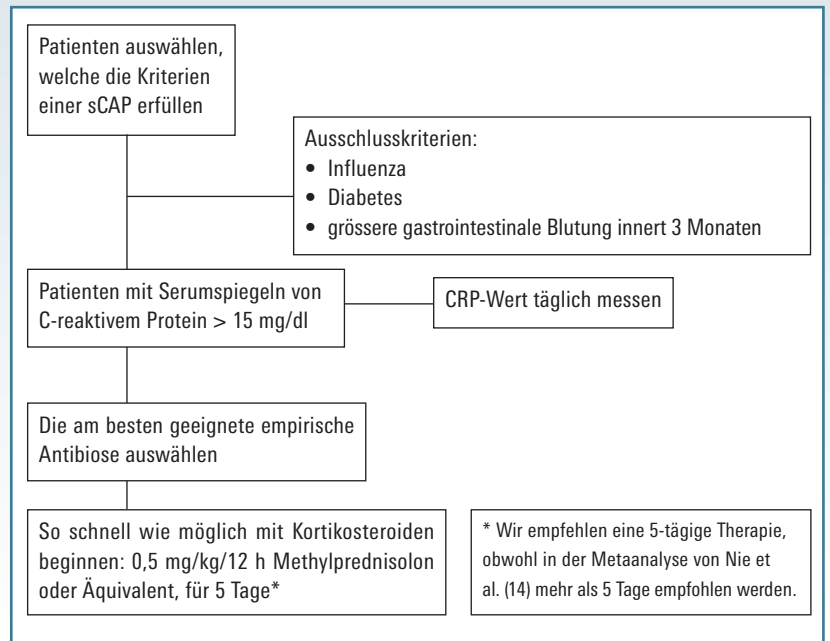 Patienten auswählen,
welche die Kriterien
einer sCAP erfüllen
Ausschlusskriterien:
• Influenza
• Diabetes
• grössere gastrointestinale Blutung innert 3 Monaten
Patienten mit Serumspiegeln von
C-reaktivem Protein > 15 mg/dl
CRP-Wert täglich messen
Die am besten geeignete empirische
Antibiose auswählen
So schnell wie möglich mit Kortikosteroiden
beginnen: 0,5 mg/kg/12 h Methylprednisolon
oder Äquivalent, für 5 Tage*
* Wir empfehlen eine 5-tägige Therapie,
obwohl in der Metaanalyse von Nie et
al. (14) mehr als 5 Tage empfohlen werden.